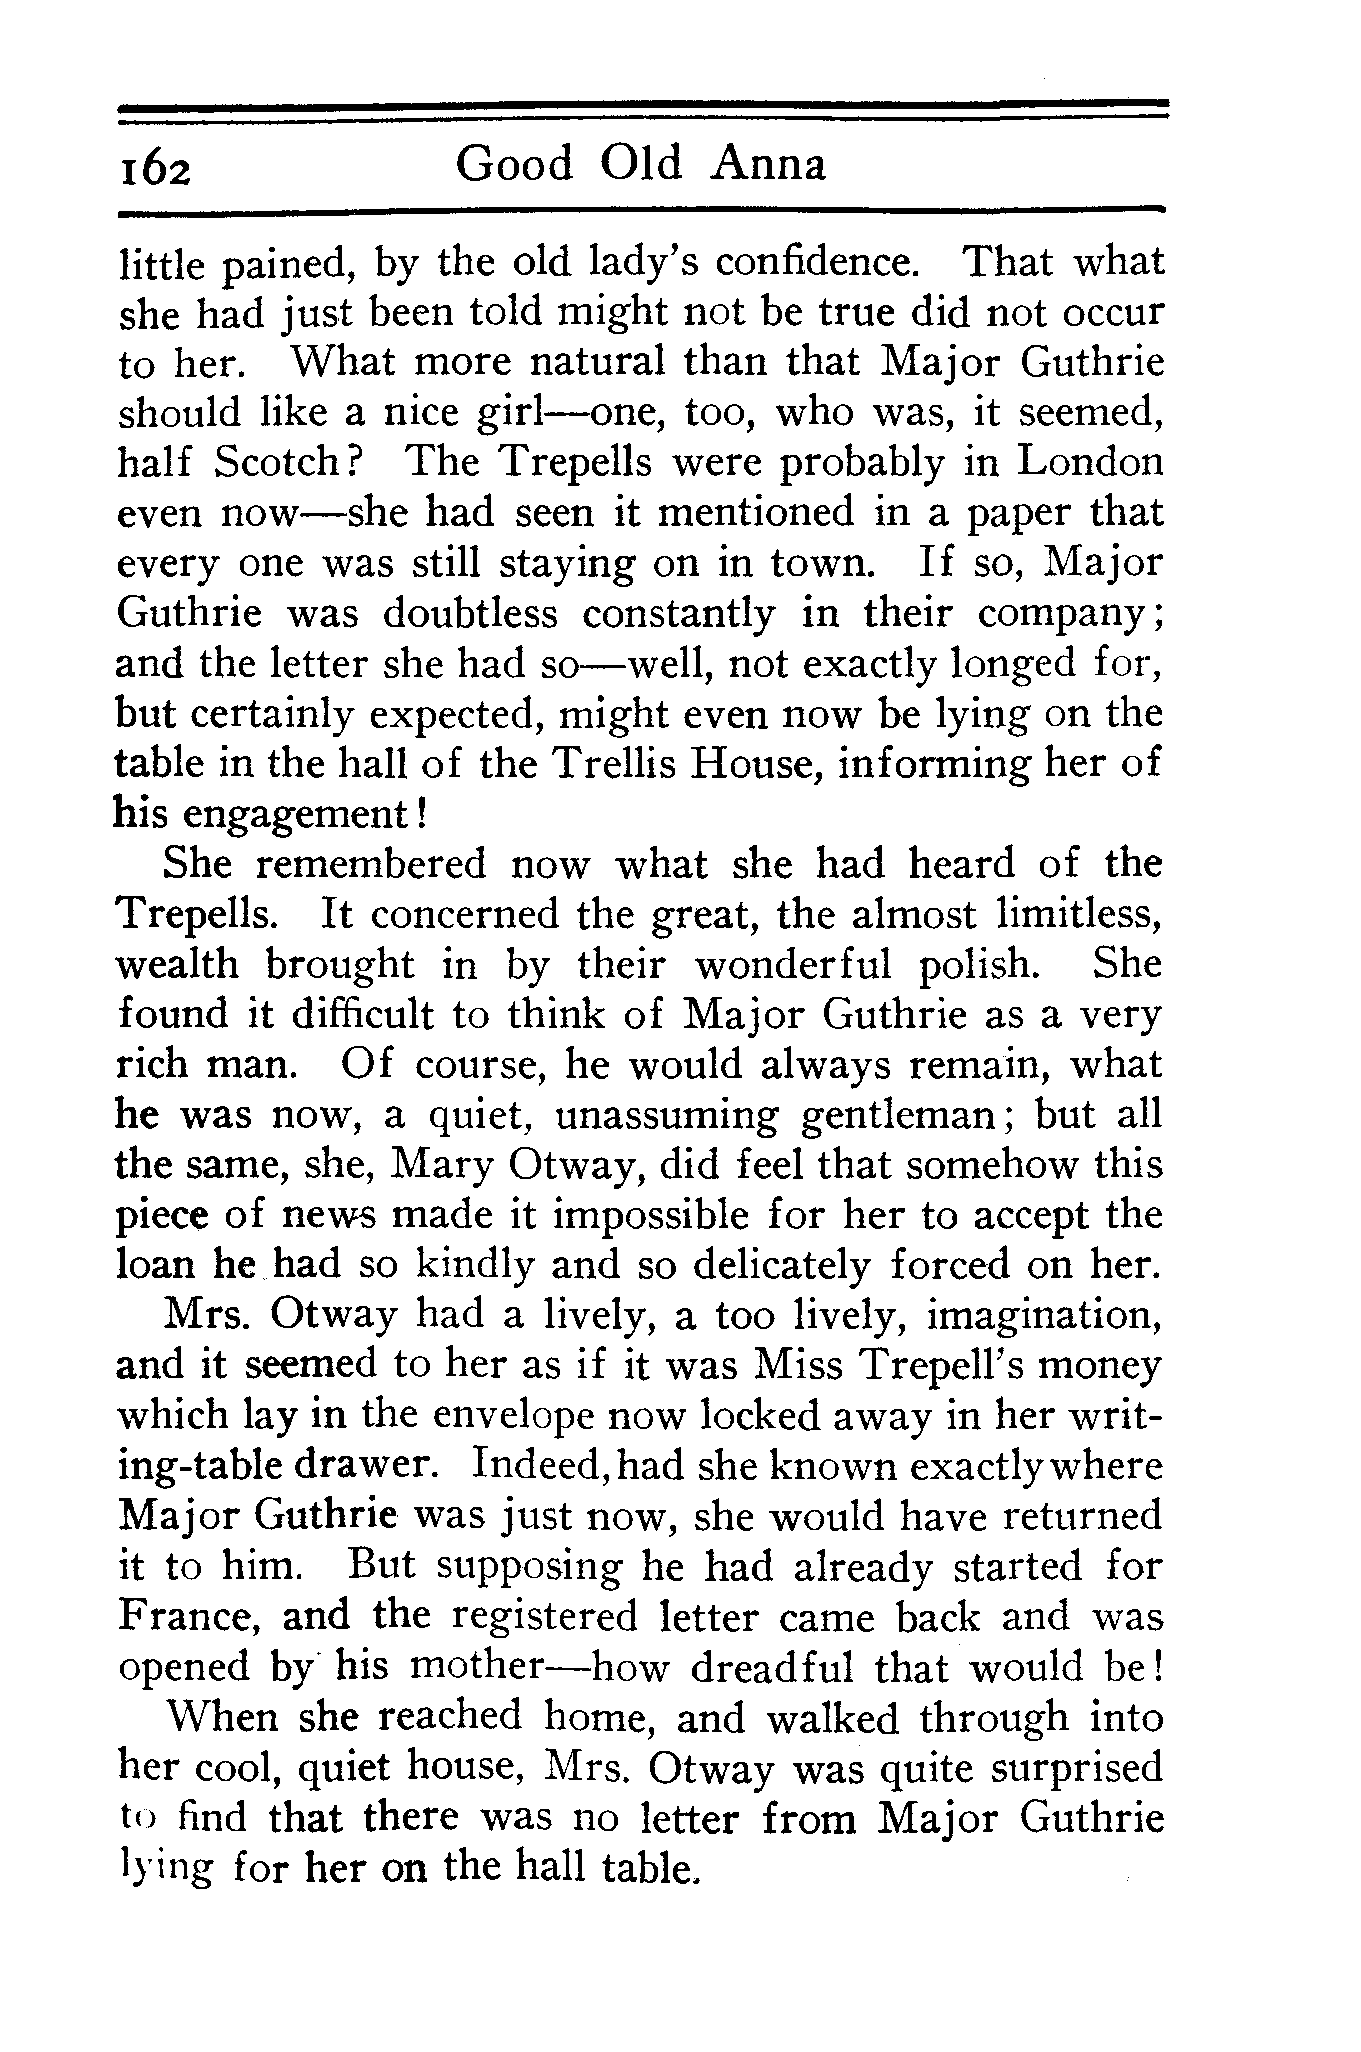 162 Good Old Anna
little pained, by the old lady's confidence. That what
she had just been told might not be true did not occur
to her. What more natural than that Major Guthrie
should like a nice girl—one, too, who was, it seemed,
half Scotch? The Trepells were probably in London
even now—she had seen it mentioned in a paper that
every one was still staying on in town. If so, Major
Guthrie was doubtless constantly in their company;
and the letter she had so—well, not exactly longed for,
but certainly expected, might even now be lying on the
table in the hall of the Trellis House, informing her of
his engagement!
She remembered now what she had heard of the
Trepells. It concerned the great, the almost limitless,
wealth brought in by their wonderful polish. She
found it difficult to think of Major Guthrie as a very
rich man. Of course, he would always remain, what
he was now, a quiet, unassuming gentleman; but all
the same, she, Mary Otway, did feel that somehow this
piece of news made it impossible for her to accept the
loan he had so kindly and so delicately forced on her.
Mrs. Otway had a lively, a too lively, imagination,
and it seemed to her as if it was Miss Trepell's money
which lay in the envelope now locked away in her writ-
ing-table drawer. Indeed, had she known exactly where
Major Guthrie was just now, she would have returned
it to him. But supposing he had already started for
France, and the registered letter came back and was
opened by his mother—how dreadful that would be!
When she reached home, and walked through into
her cool, quiet house, Mrs. Otway was quite surprised
to find that there was no letter from Major Guthrie
lying for her on the hall table.